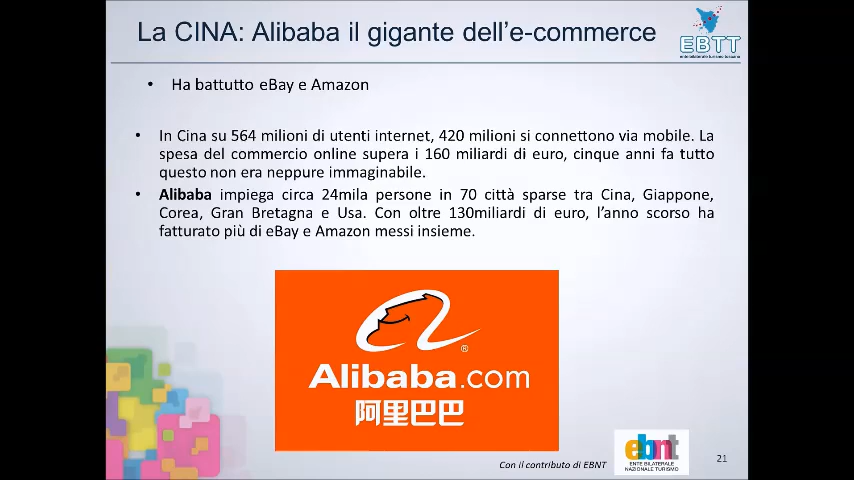 La CINA: Alibaba il gigante dell'e-commerce
EBTT
ente bilaterale turismo toscano
• Ha battutto eBay e Amazon
• In Cina su 564 milioni di utenti internet, 420 milioni si connettono via mobile. La
spesa del commercio online supera i 160 miliardi di euro, cinque anni fa tutto
questo non era neppure immaginabile.
• Alibaba impiega circa 24mila persone in 70 città sparse tra Cina, Giappone,
Corea, Gran Bretagna e Usa. Con oltre 130miliardi di euro, l'anno scorso ha
fatturato più di eBay e Amazon messi insieme.
®
Alibaba.com
阿里巴巴
Con il contributo di EBNT
ebnt
ENTE BILATERALE
NAZIONALE TURISMO
21